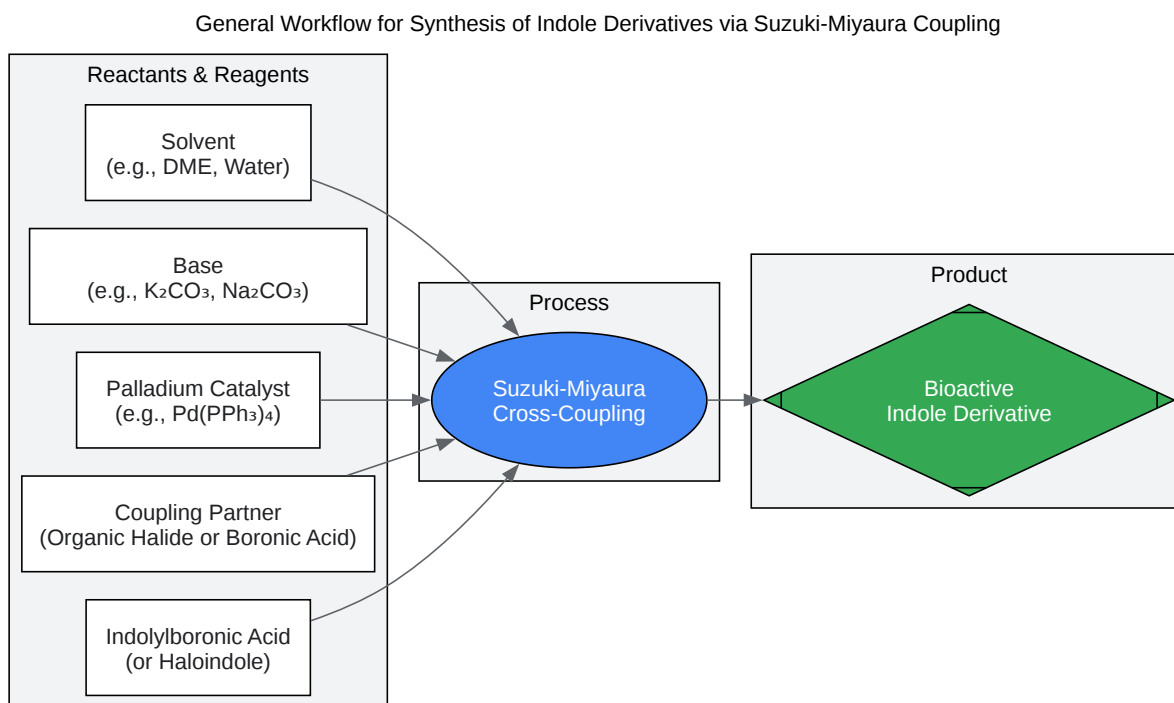 General Workflow for Synthesis of Indole Derivatives via Suzuki-Miyaura Coupling
Reactants & Reagents
Solvent
(e.g., DME, Water)
Base
(e.g., K₂CO₃, Na₂CO₃)
Palladium Catalyst
(e.g., Pd(PPh₃)₄)
Coupling Partner
(Organic Halide or Boronic Acid)
Indolylboronic Acid
(or Haloindole)
Process
Suzuki-Miyaura
Cross-Coupling
Product
Bioactive
Indole Derivative